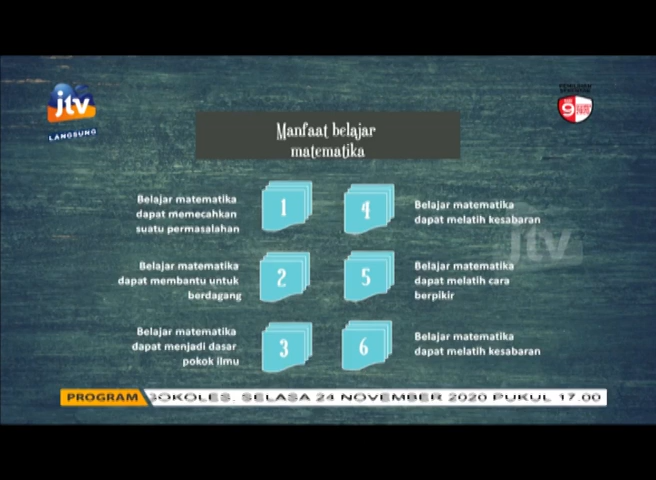 jtv
LANGSUNG
9
Manfaat belajar
matematika
Belajar matematika
dapat memecahkan
suatu permasalahan
1
Belajar matematika
dapat membantu untuk
berdagang
2
Belajar matematika
dapat menjadi dasar
pokok ilmu
3
4
Belajar matematika
dapat melatih kesabaran
5
Belajar matematika
dapat melatih cara
berpikir
6
Belajar matematika
dapat melatih kesabaran
jtv
PROGRAM
SOKOLES. SELASA 24 NOVEMBER 2020 PUKUL 17.00